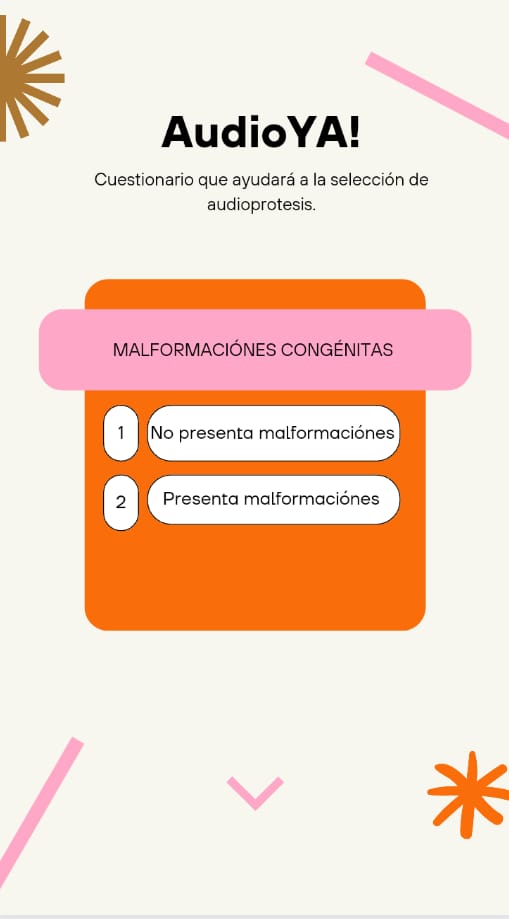 AudioYA!
Cuestionario que ayudará a la selección de
audioprotesis.
MALFORMACIÓNES CONGÉNITAS
1 No presenta malformaciónes
2 Presenta malformaciónes